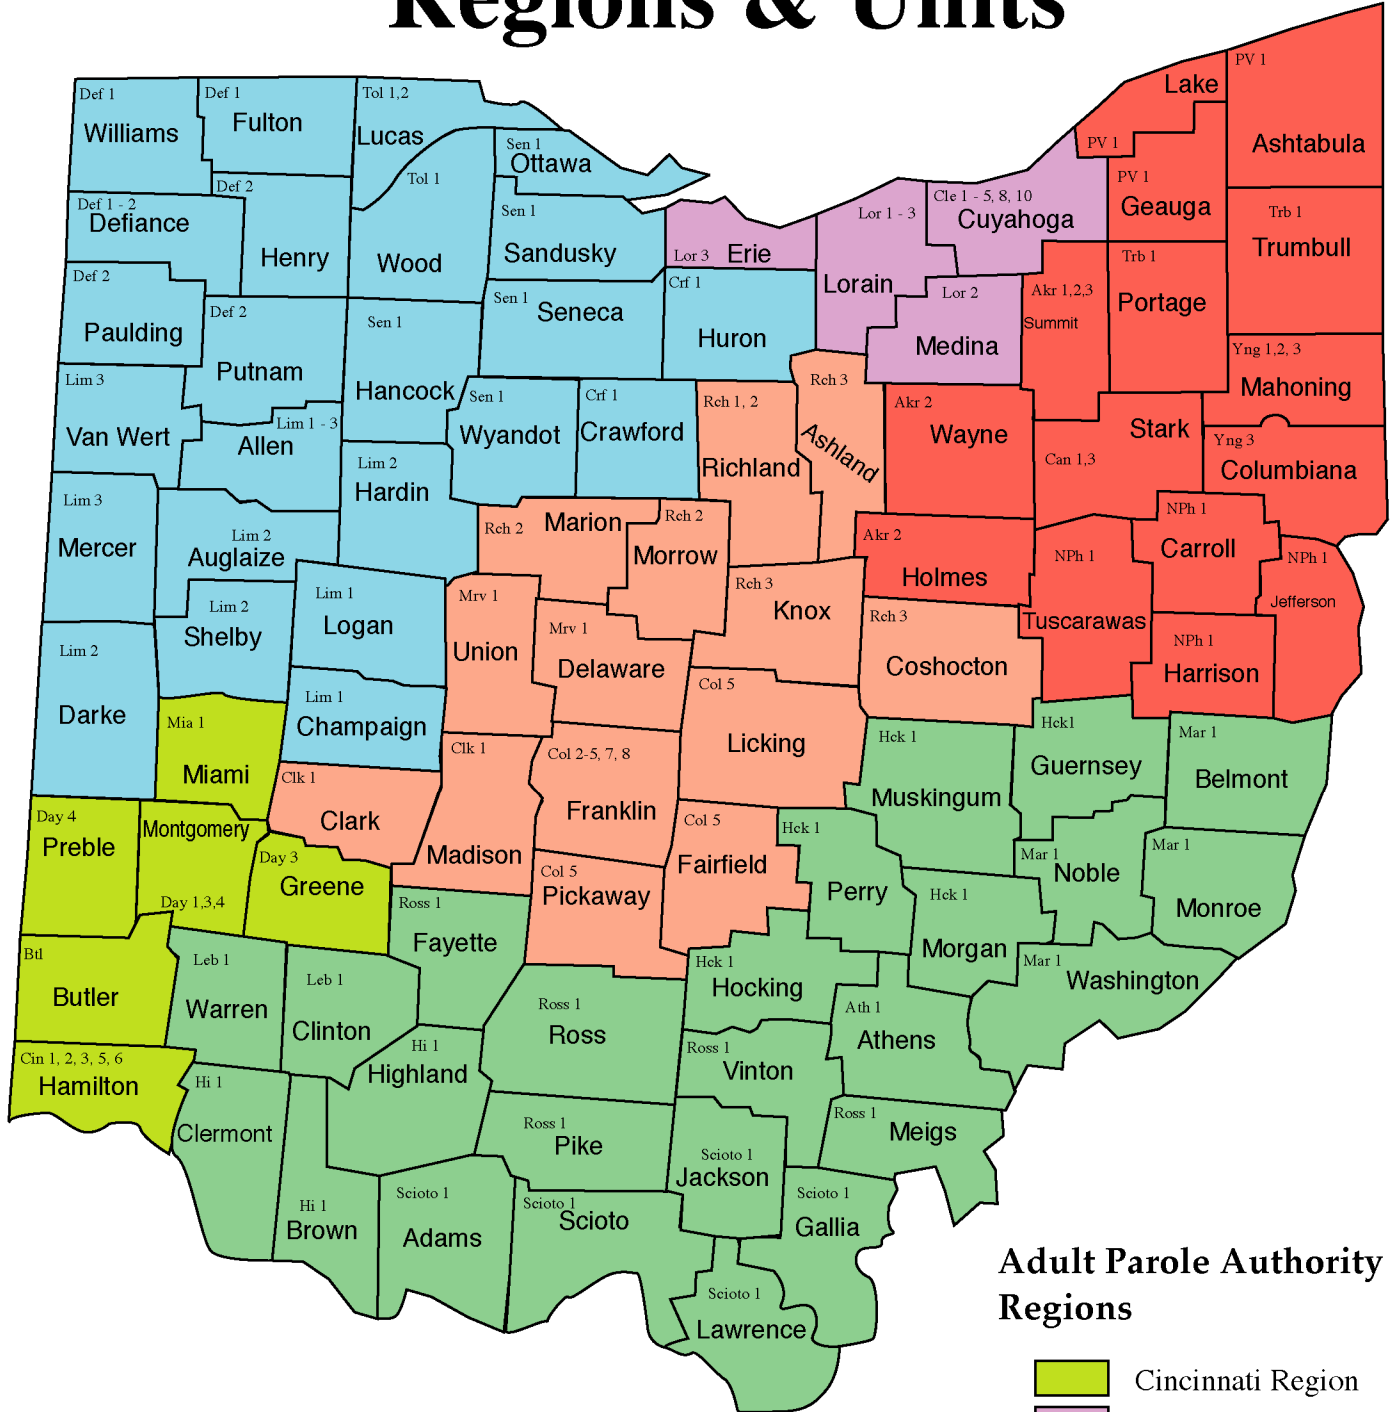 Regions & Units
Def 1
Williams
Def 1
Fulton
Tol 1,2
Lucas
Sen 1
Ottawa
Def 1 - 2
Defiance
Def 2
Henry
Tol 1
Wood
Sen 1
Sandusky
Lor 3
Erie
Lor 1 - 3
Lorain
Cle 1 - 5, 8, 10
Cuyahoga
PV 1
Lake
PV 1
Ashtabula
PV 1
Geauga
Trb 1
Trumbull
Def 2
Paulding
Def 2
Putnam
Sen 1
Hancock
Sen 1
Seneca
Crf 1
Huron
Lor 2
Medina
Akr 1,2,3
Summit
Trb 1
Portage
Yng 1,2, 3
Mahoning
Lim 3
Van Wert
Lim 1 - 3
Allen
Sen 1
Wyandot
Crf 1
Crawford
Rch 1, 2
Richland
Rch 3
Ashland
Akr 2
Wayne
Can 1,3
Stark
Yng 3
Columbiana
Lim 3
Mercer
Lim 2
Auglaize
Lim 2
Hardin
Rch 2
Marion
Rch 2
Morrow
Rch 3
Knox
Akr 2
Holmes
NPh 1
Tuscarawas
NPh 1
Carroll
NPh 1
Jefferson
Lim 2
Darke
Lim 2
Shelby
Lim 1
Logan
Mrv 1
Union
Mrv 1
Delaware
Rch 3
Coshocton
NPh 1
Harrison
Mia 1
Miami
Lim 1
Champaign
Clk 1
Clark
Clk 1
Madison
Col 2-5, 7, 8
Franklin
Col 5
Licking
Hck 1
Muskingum
Hck1
Guernsey
Mar 1
Belmont
Day 4
Preble
Montgomery
Day 1,3,4
Day 3
Greene
Ross 1
Fayette
Col 5
Pickaway
Col 5
Fairfield
Hck 1
Perry
Hck 1
Morgan
Mar 1
Noble
Mar 1
Monroe
Btl
Butler
Leb 1
Warren
Leb 1
Clinton
Ross 1
Ross
Hck 1
Hocking
Ath 1
Athens
Mar 1
Washington
Cin 1, 2, 3, 5, 6
Hamilton
Hi 1
Clermont
Hi 1
Brown
Hi 1
Highland
Ross 1
Pike
Ross 1
Vinton
Ross 1
Meigs
Scioto 1
Adams
Scioto 1
Scioto
Scioto 1
Jackson
Scioto 1
Gallia
Scioto 1
Lawrence
Adult Parole Authority
Regions
Cincinnati Region